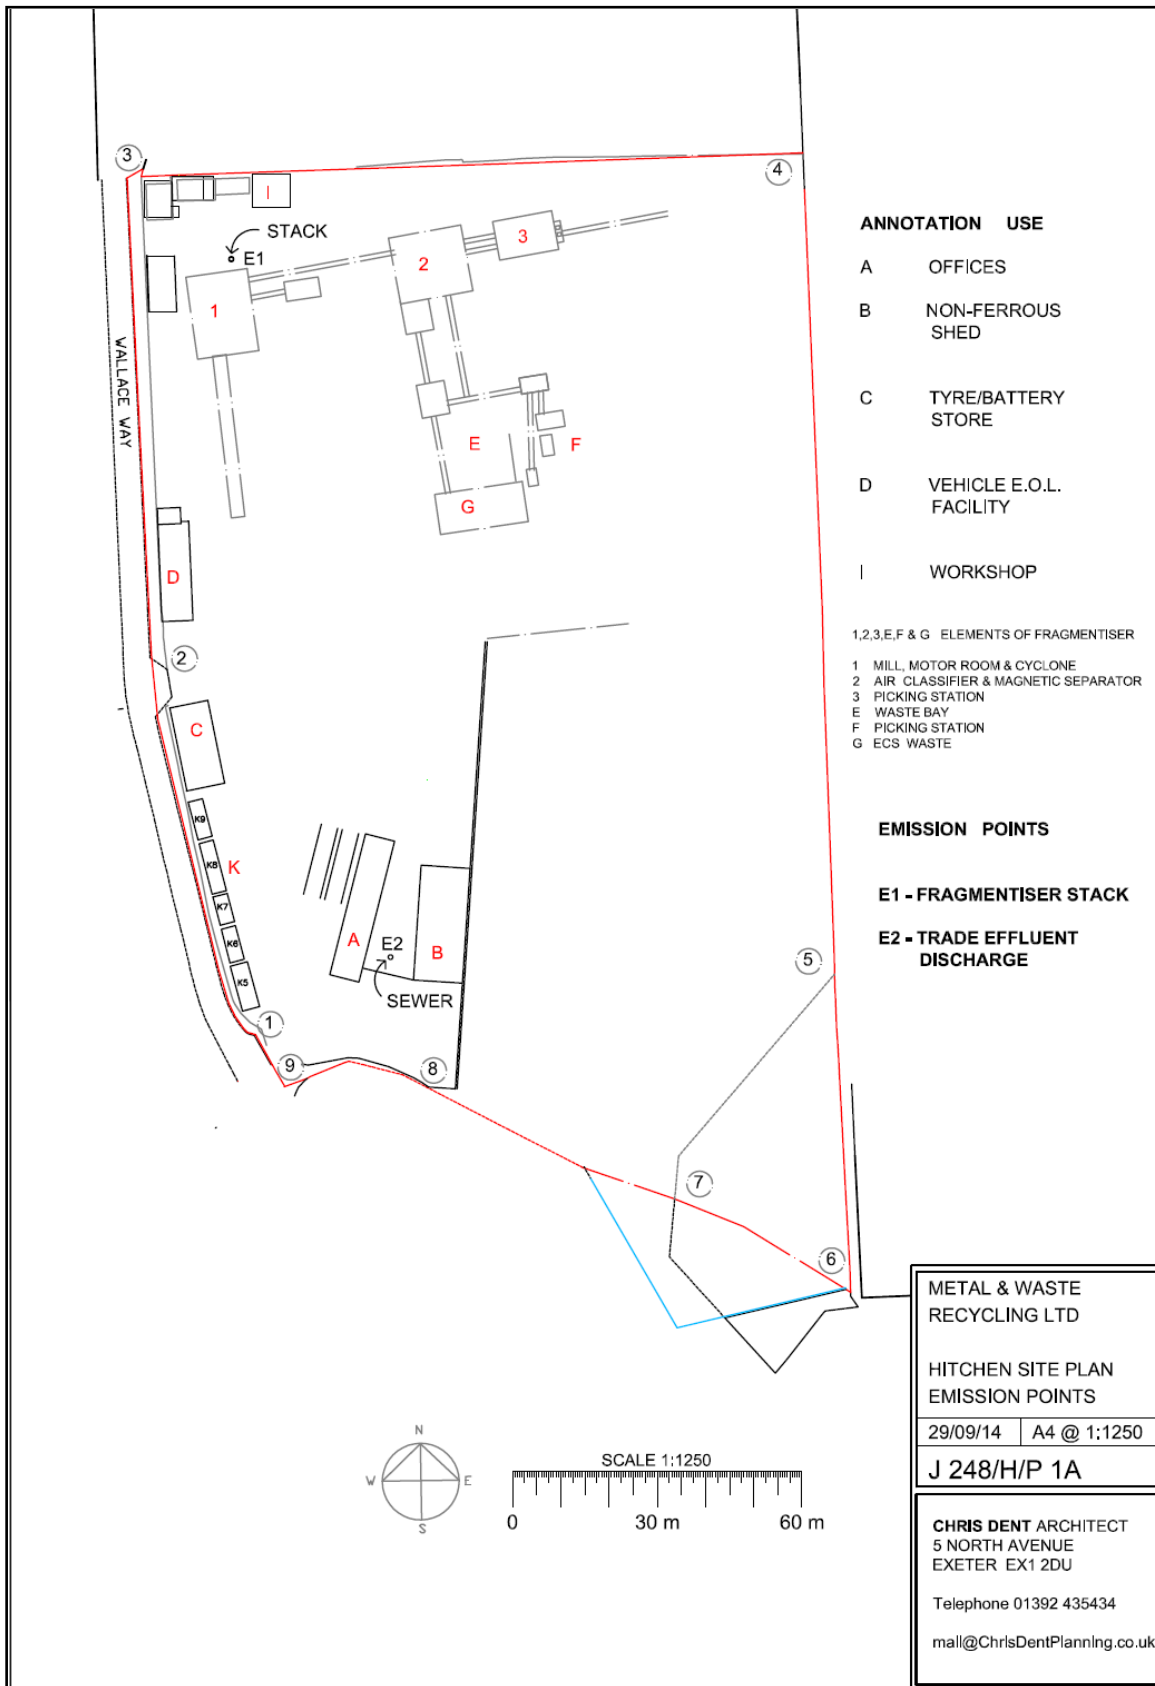 3
4
I
STACK
E1
3
2
1
WALLACE WAY
E
F
G
D
2
C
K9
K8
K
K7
K6
K5
A
E2
B
SEWER
1
9
8
5
7
6
ANNOTATION USE
A OFFICES
B NON-FERROUS
SHED
C TYRE/BATTERY
STORE
D VEHICLE E.O.L.
FACILITY
I WORKSHOP
1,2,3,E,F & G ELEMENTS OF FRAGMENTISER
1 MILL, MOTOR ROOM & CYCLONE
2 AIR CLASSIFIER & MAGNETIC SEPARATOR
3 PICKING STATION
E WASTE BAY
F PICKING STATION
G ECS WASTE
EMISSION POINTS
E1 - FRAGMENTISER STACK
E2 - TRADE EFFLUENT
DISCHARGE
N
W E
S
SCALE 1:1250
0 30 m 60 m
METAL & WASTE
RECYCLING LTD
HITCHEN SITE PLAN
EMISSION POINTS
29/09/14 A4 @ 1:1250
J 248/H/P 1A
CHRIS DENT ARCHITECT
5 NORTH AVENUE
EXETER EX1 2DU
Telephone 01392 435434
mail@ChrisDentPlanning.co.uk